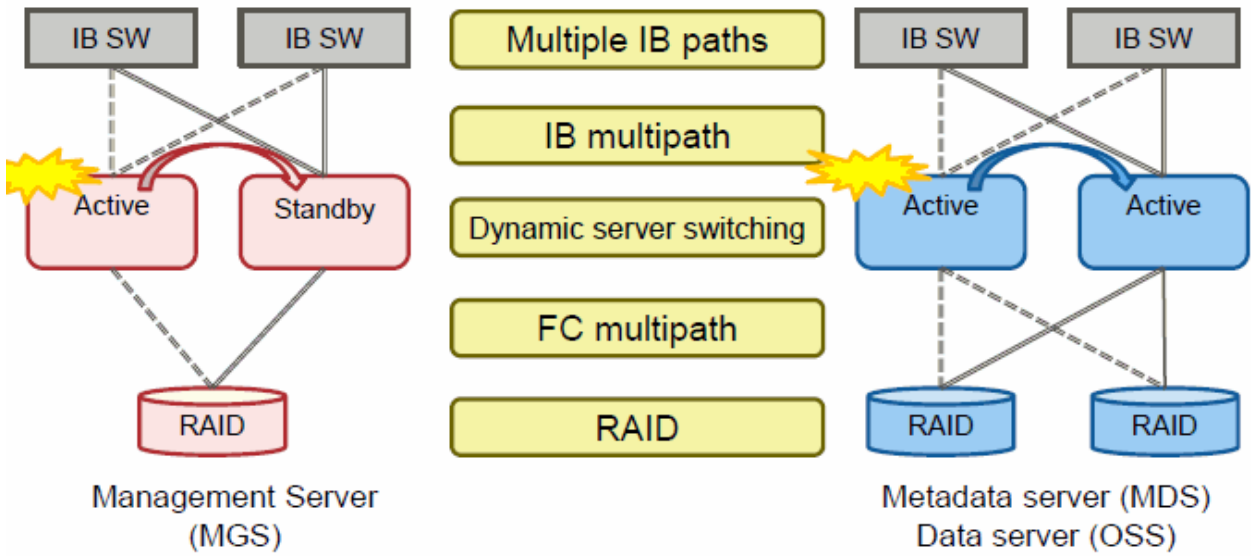 IB SW
IB SW
Multiple IB paths
IB SW
IB SW
IB multipath
Active
Standby
Dynamic server switching
Active
Active
FC multipath
RAID
RAID
RAID
RAID
Management Server
(MGS)
Metadata server (MDS)
Data server (OSS)